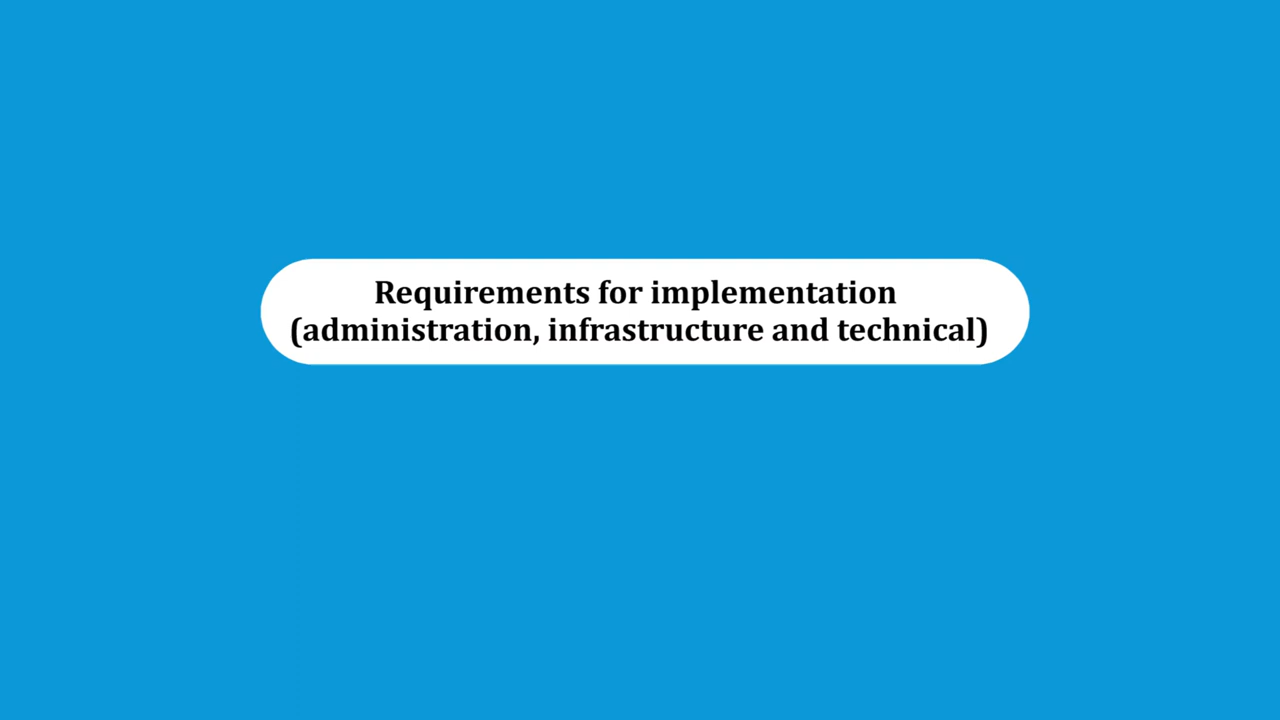 Requirements for implementation
(administration, infrastructure and technical)